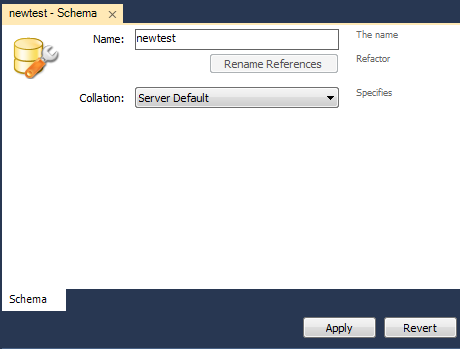 newtest - Schema
Name: newtest The name
Rename References Refactor
Collation: Server Default Specifies
Schema
Apply Revert